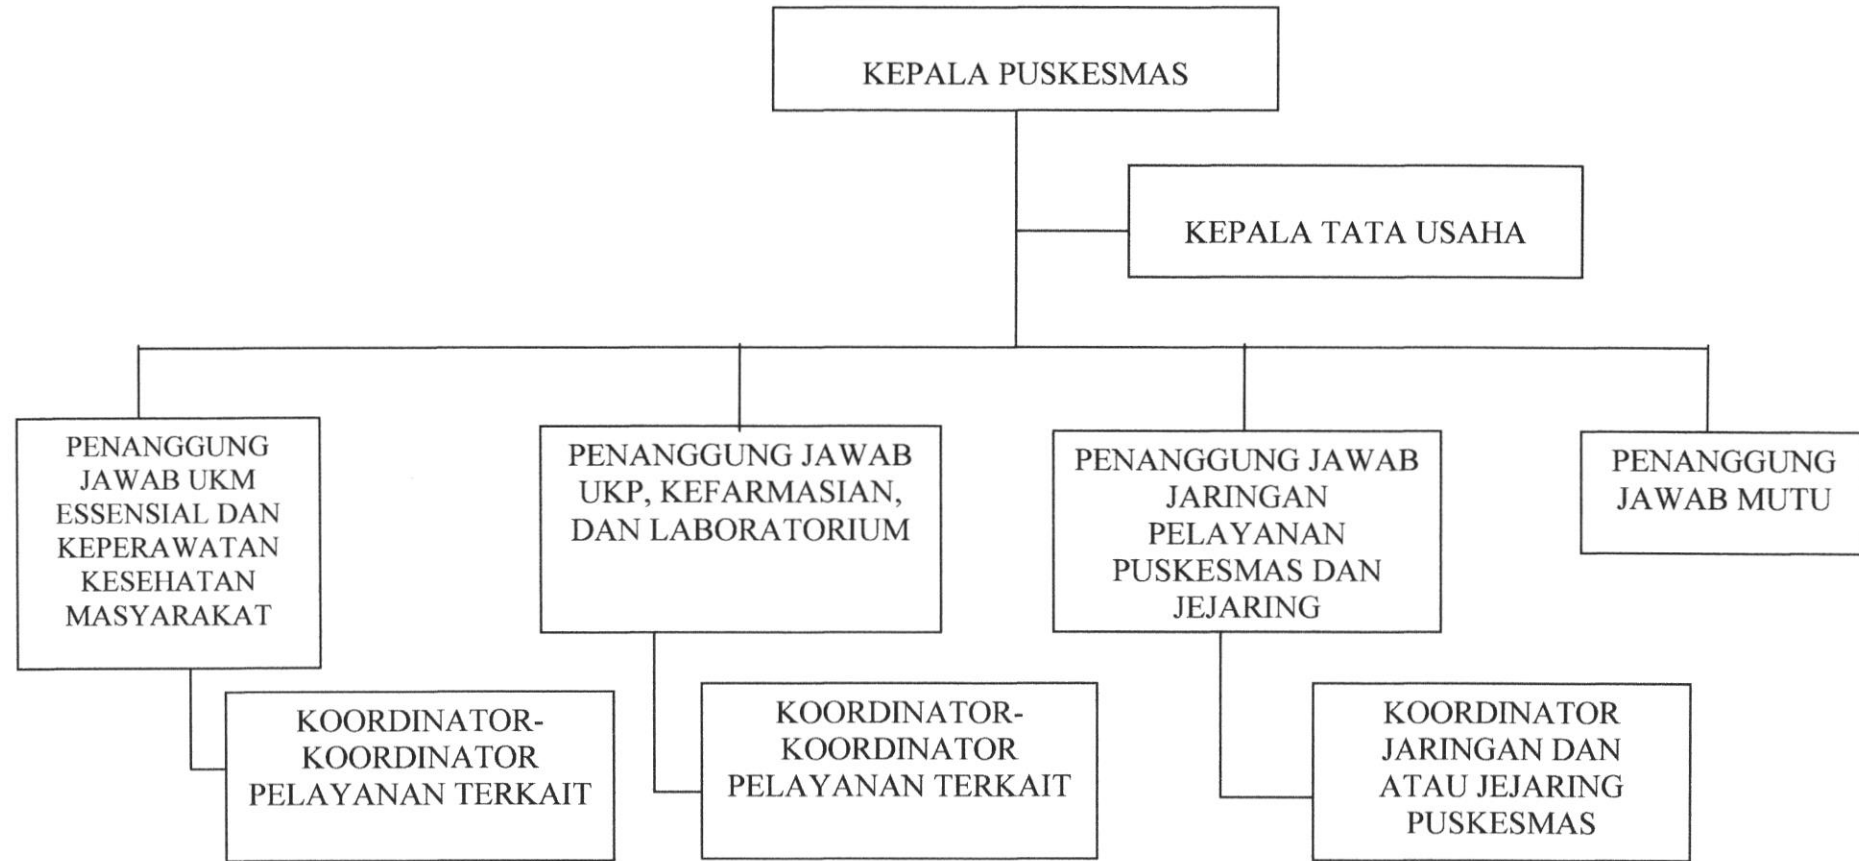 KEPALA PUSKESMAS
KEPALA TATA USAHA
PENANGGUNG
JAWAB UKM
ESSENSIAL DAN
KEPERAWATAN
KESEHATAN
MASYARAKAT
PENANGGUNG JAWAB
UKP, KEFARMASIAN,
DAN LABORATORIUM
PENANGGUNG JAWAB
JARINGAN
PELAYANAN
PUSKESMAS DAN
JEJARING
PENANGGUNG
JAWAB MUTU
KOORDINATOR-
KOORDINATOR
PELAYANAN TERKAIT
KOORDINATOR-
KOORDINATOR
PELAYANAN TERKAIT
KOORDINATOR
JARINGAN DAN
ATAU JEJARING
PUSKESMAS